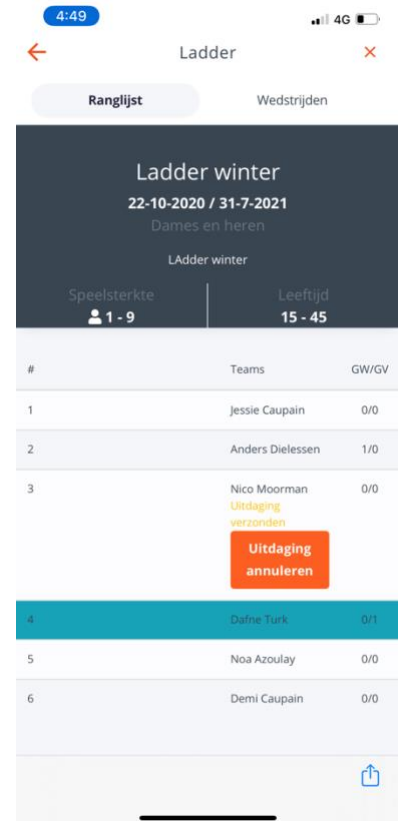 4:49
4G
Ladder
Ranglijst Wedstrijden
Ladder winter
22-10-2020 / 31-7-2021
Dames en heren
LAdder winter
Speelsterkte Leeftijd
1 - 9 15 - 45
# Teams GW/GV
1 Jessie Caupain 0/0
2 Anders Dielessen 1/0
3 Nico Moorman 0/0
Uitdaging
verzonden
Uitdaging
annuleren
4 Dafne Turk 0/1
5 Noa Azoulay 0/0
6 Demi Caupain 0/0